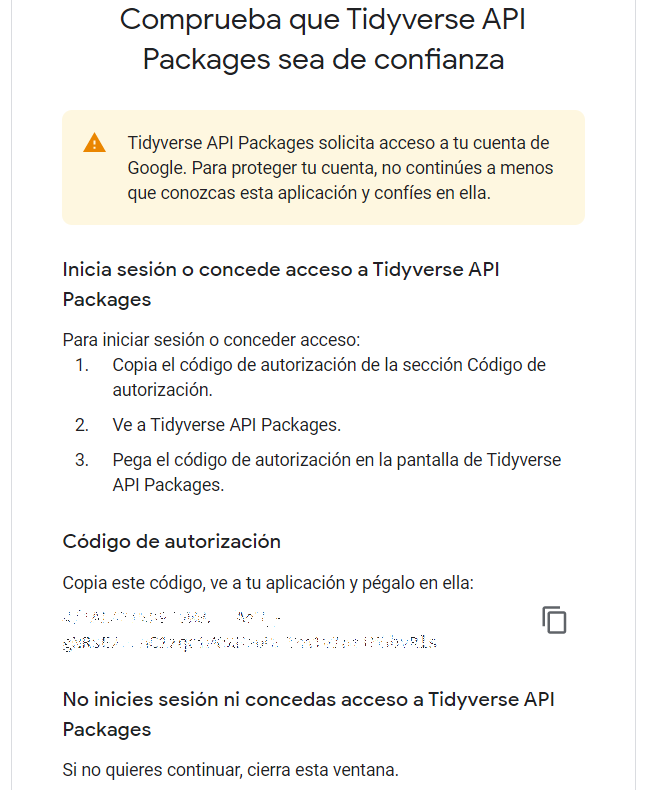 Comprueba que Tidyverse API
Packages sea de confianza
Tidyverse API Packages solicita acceso a tu cuenta de
Google. Para proteger tu cuenta, no continúes a menos
que conozcas esta aplicación y confíes en ella.
Inicia sesión o concede acceso a Tidyverse API
Packages
Para iniciar sesión o conceder acceso:
1. Copia el código de autorización de la sección Código de
autorización.
2. Ve a Tidyverse API Packages.
3. Pega el código de autorización en la pantalla de Tidyverse
API Packages.
Código de autorización
Copia este código, ve a tu aplicación y pégalo en ella:
No inicies sesión ni concedas acceso a Tidyverse API
Packages
Si no quieres continuar, cierra esta ventana.